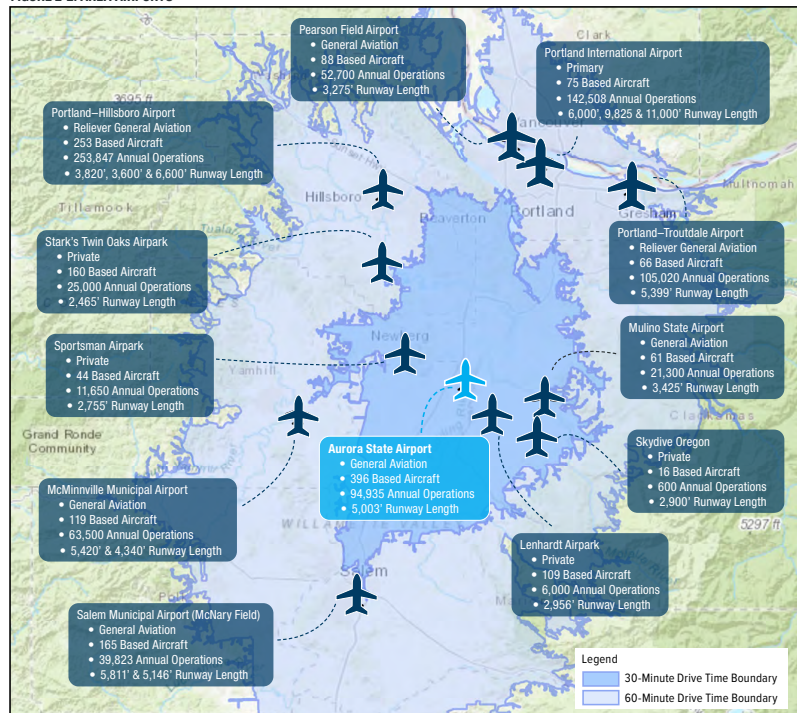 Pearson Field Airport
• General Aviation
• 88 Based Aircraft
• 52,700 Annual Operations
• 3,275' Runway Length
Clark
Portland International Airport
• Primary
• 75 Based Aircraft
• 142,508 Annual Operations
• 6,000', 9,825 & 11,000' Runway Length
3695 ft
Vancouver
Portland–Hillsboro Airport
• Reliever General Aviation
• 253 Based Aircraft
• 253,847 Annual Operations
• 3,820', 3,600' & 6,600' Runway Length
Hillsboro
Beaverton
Portland
Gresham
Multnomah
Tillamook
Stark's Twin Oaks Airpark
• Private
• 160 Based Aircraft
• 25,000 Annual Operations
• 2,465' Runway Length
Portland–Troutdale Airport
• Reliever General Aviation
• 66 Based Aircraft
• 105,020 Annual Operations
• 5,399' Runway Length
Newberg
Sportsman Airpark
• Private
• 44 Based Aircraft
• 11,650 Annual Operations
• 2,755' Runway Length
Yamhill
Mulino State Airport
• General Aviation
• 61 Based Aircraft
• 21,300 Annual Operations
• 3,425' Runway Length
Clackamas
Grand Ronde
Community
Aurora State Airport
• General Aviation
• 396 Based Aircraft
• 94,935 Annual Operations
• 5,003' Runway Length
Skydive Oregon
• Private
• 16 Based Aircraft
• 600 Annual Operations
• 2,900' Runway Length
McMinnville Municipal Airport
• General Aviation
• 119 Based Aircraft
• 63,500 Annual Operations
• 5,420' & 4,340' Runway Length
WILLAMETTE VALLEY
5297 ft
Lenhardt Airpark
• Private
• 109 Based Aircraft
• 6,000 Annual Operations
• 2,956' Runway Length
Salem
Salem Municipal Airport (McNary Field)
• General Aviation
• 165 Based Aircraft
• 39,823 Annual Operations
• 5,811' & 5,146' Runway Length
Legend
30-Minute Drive Time Boundary
60-Minute Drive Time Boundary